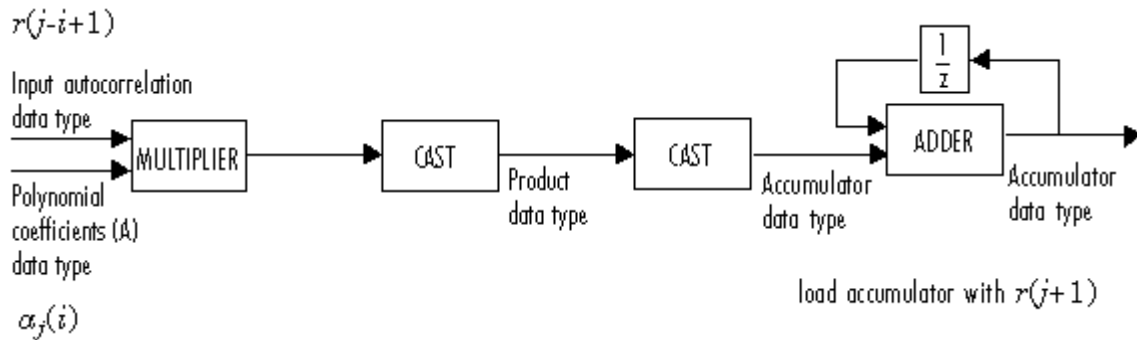 r(j-i+1)
Input autocorrelation
data type
MULTIPLIER
Polynomial
coefficients (A)
data type
α_j(i)
CAST
Product
data type
CAST
Accumulator
data type
1
z
ADDER
Accumulator
data type
load accumulator with r(j+1)